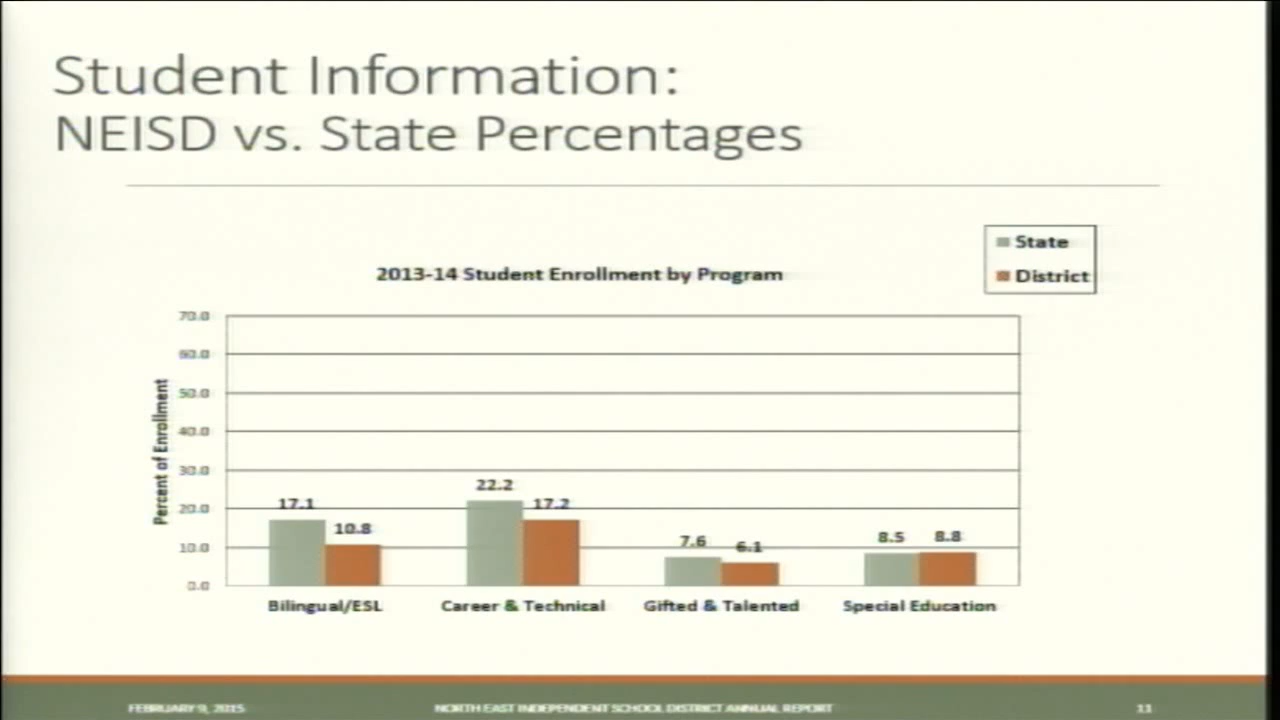 Student Information:
NEISD vs. State Percentages
State
District
2013-14 Student Enrollment by Program
Percent of Enrollment
70.0
60.0
50.0
40.0
30.0
20.0
10.0
0.0
17.1
10.8
22.2
17.2
7.6
6.1
8.5
8.8
Bilingual/ESL
Career & Technical
Gifted & Talented
Special Education
FEBRUARY 9, 2015
NORTH EAST INDEPENDENT SCHOOL DISTRICT ANNUAL REPORT
11